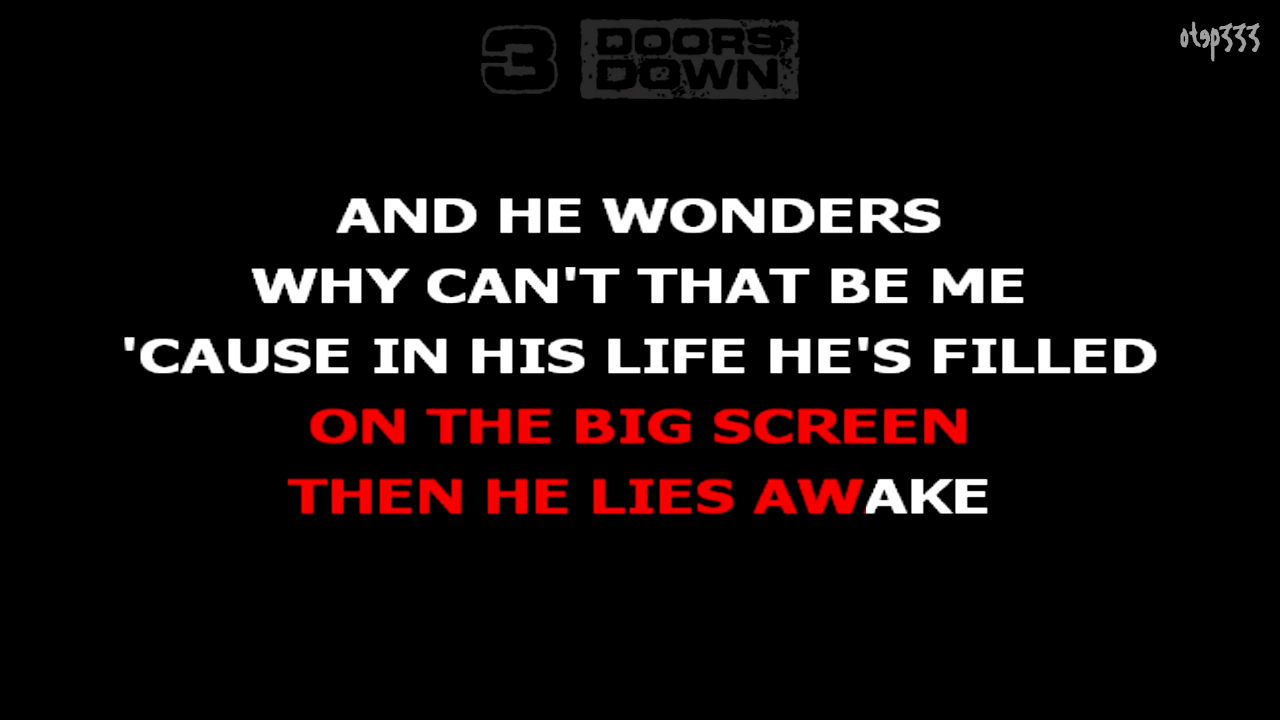 3 DOORS DOWN
otep333
AND HE WONDERS
WHY CAN'T THAT BE ME
'CAUSE IN HIS LIFE HE'S FILLED
ON THE BIG SCREEN
THEN HE LIES AWAKE